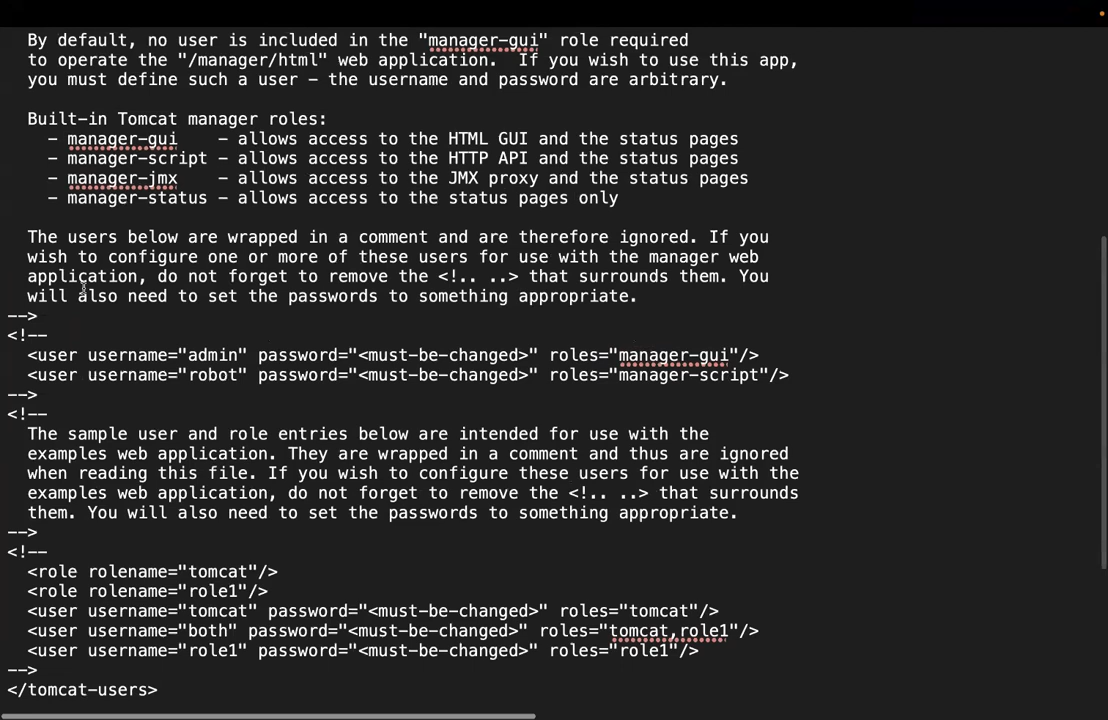 By default, no user is included in the "manager-gui" role required
to operate the "/manager/html" web application.  If you wish to use this app,
you must define such a user - the username and password are arbitrary.
Built-in Tomcat manager roles:
- manager-gui    - allows access to the HTML GUI and the status pages
- manager-script - allows access to the HTTP API and the status pages
- manager-jmx    - allows access to the JMX proxy and the status pages
- manager-status - allows access to the status pages only
The users below are wrapped in a comment and are therefore ignored. If you
wish to configure one or more of these users for use with the manager web
application, do not forget to remove the <!.. ..> that surrounds them. You
will also need to set the passwords to something appropriate.
-->
<!--
<user username="admin" password="<must-be-changed>" roles="manager-gui"/>
<user username="robot" password="<must-be-changed>" roles="manager-script"/>
-->
<!--
The sample user and role entries below are intended for use with the
examples web application. They are wrapped in a comment and thus are ignored
when reading this file. If you wish to configure these users for use with the
examples web application, do not forget to remove the <!.. ..> that surrounds
them. You will also need to set the passwords to something appropriate.
-->
<!--
<role rolename="tomcat"/>
<role rolename="role1"/>
<user username="tomcat" password="<must-be-changed>" roles="tomcat"/>
<user username="both" password="<must-be-changed>" roles="tomcat,role1"/>
<user username="role1" password="<must-be-changed>" roles="role1"/>
-->
</tomcat-users>